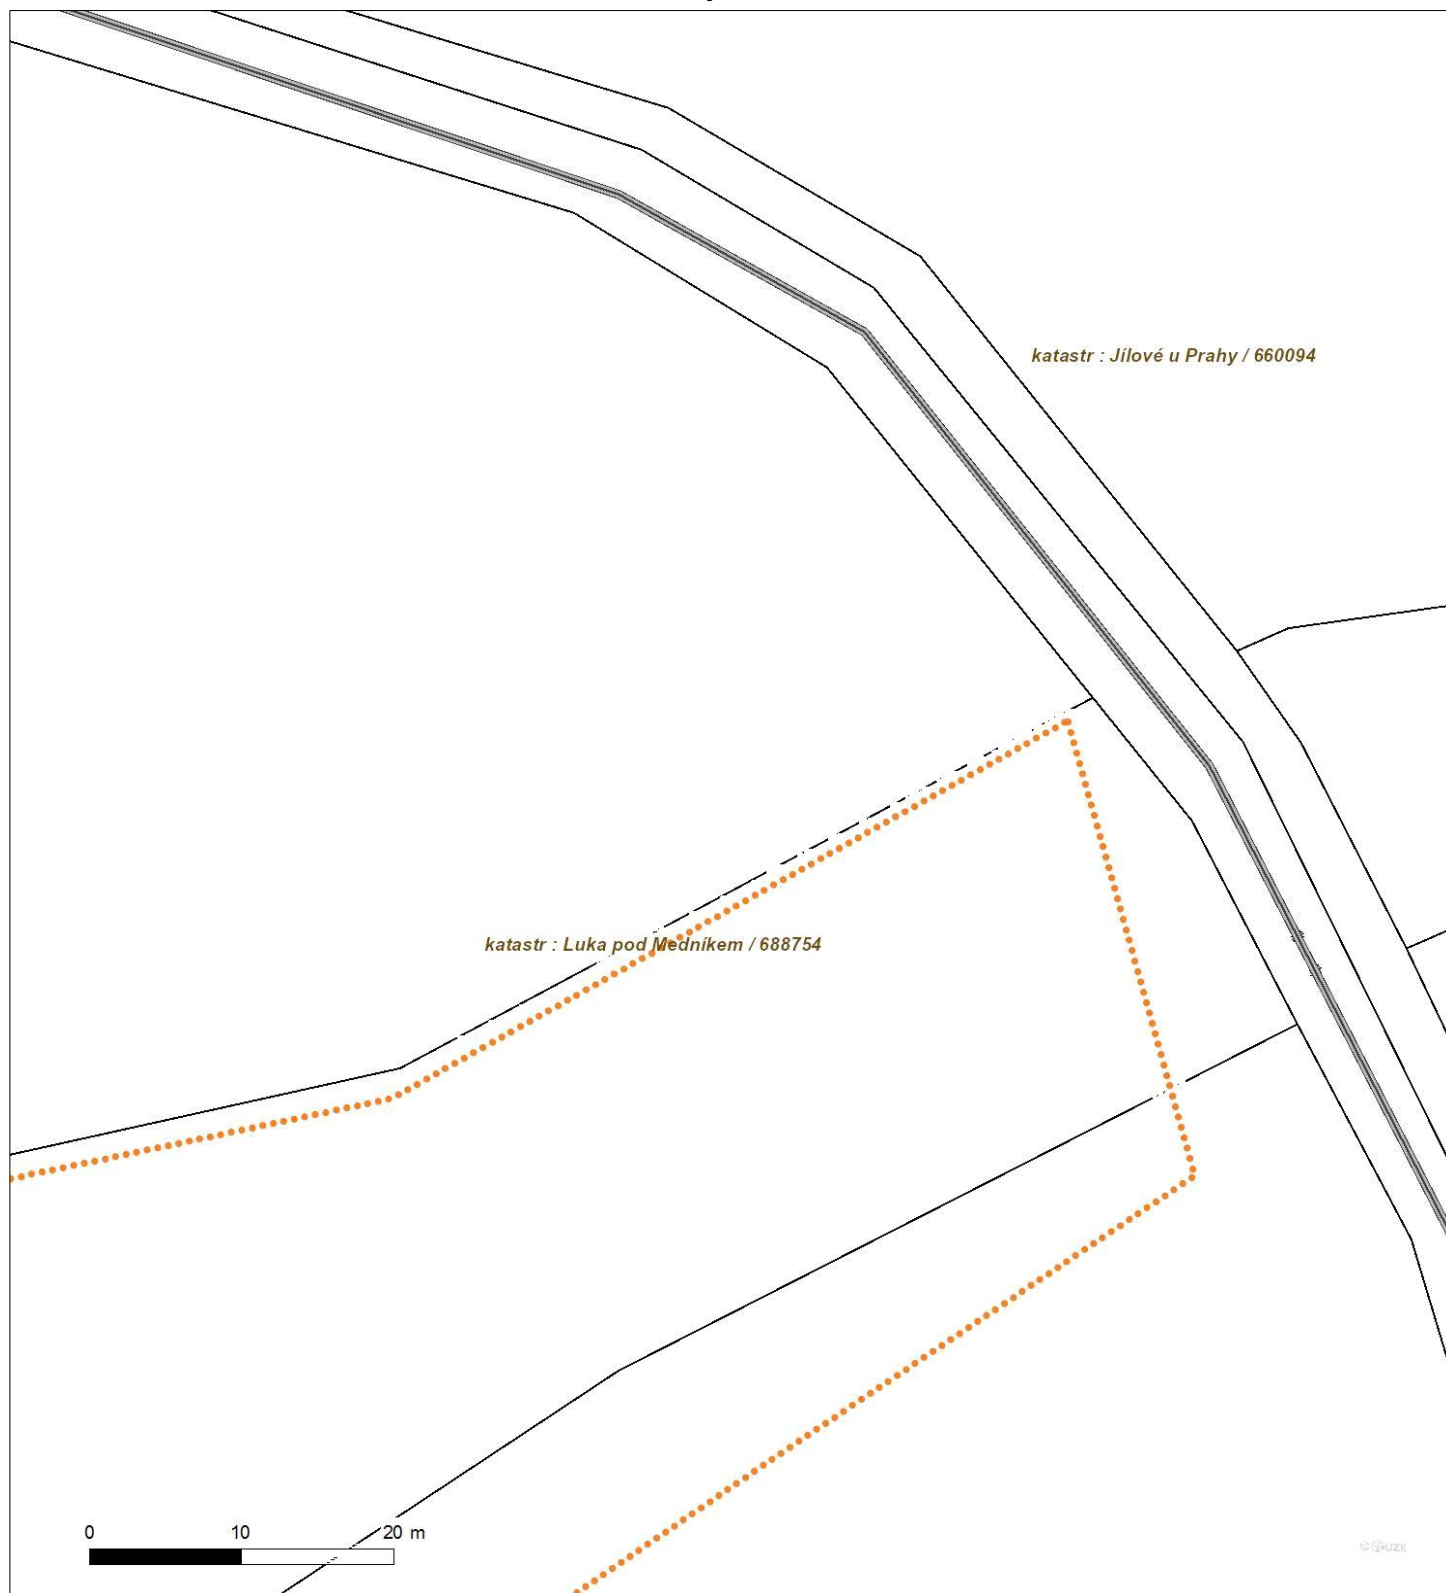 katastr : Jílové u Prahy / 660094
katastr : Luka pod Medníkem / 688754
0 10 20 m